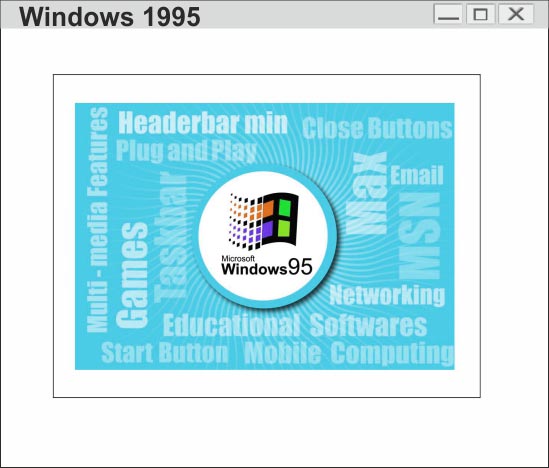 Windows 1995
Headerbar min
Close Buttons
Plug and Play
Multi - media Features
Taskbar
Games
Max
Email
MSN
Microsoft
Windows95
Networking
Educational Softwares
Start Button
Mobile Computing